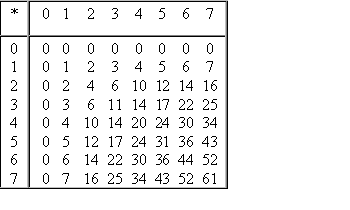 * 0 1 2 3 4 5 6 7
0 0 0 0 0 0 0 0 0
1 0 1 2 3 4 5 6 7
2 0 2 4 6 10 12 14 16
3 0 3 6 11 14 17 22 25
4 0 4 10 14 20 24 30 34
5 0 5 12 17 24 31 36 43
6 0 6 14 22 30 36 44 52
7 0 7 16 25 34 43 52 61